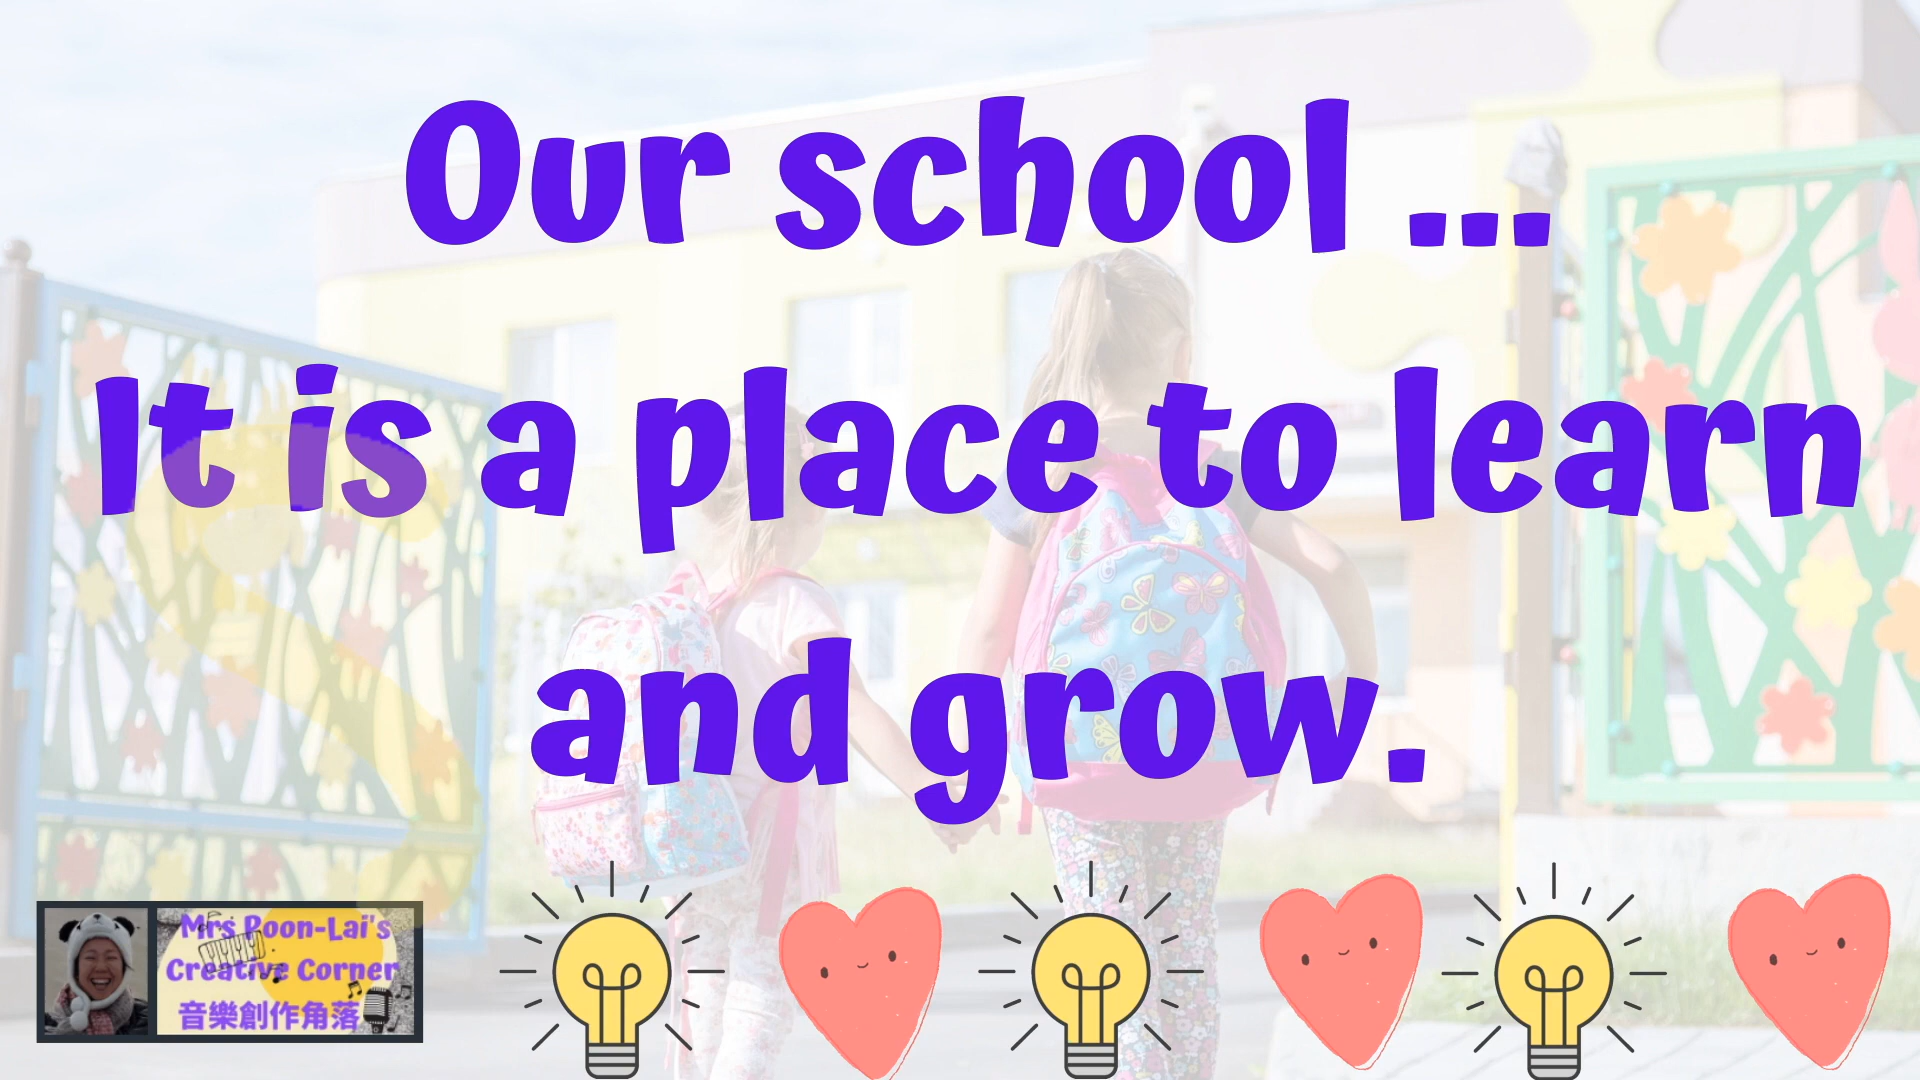 Our school ...
It is a place to learn
and grow.
Mrs Poon-Lai's
Creative Corner
音樂創作角落